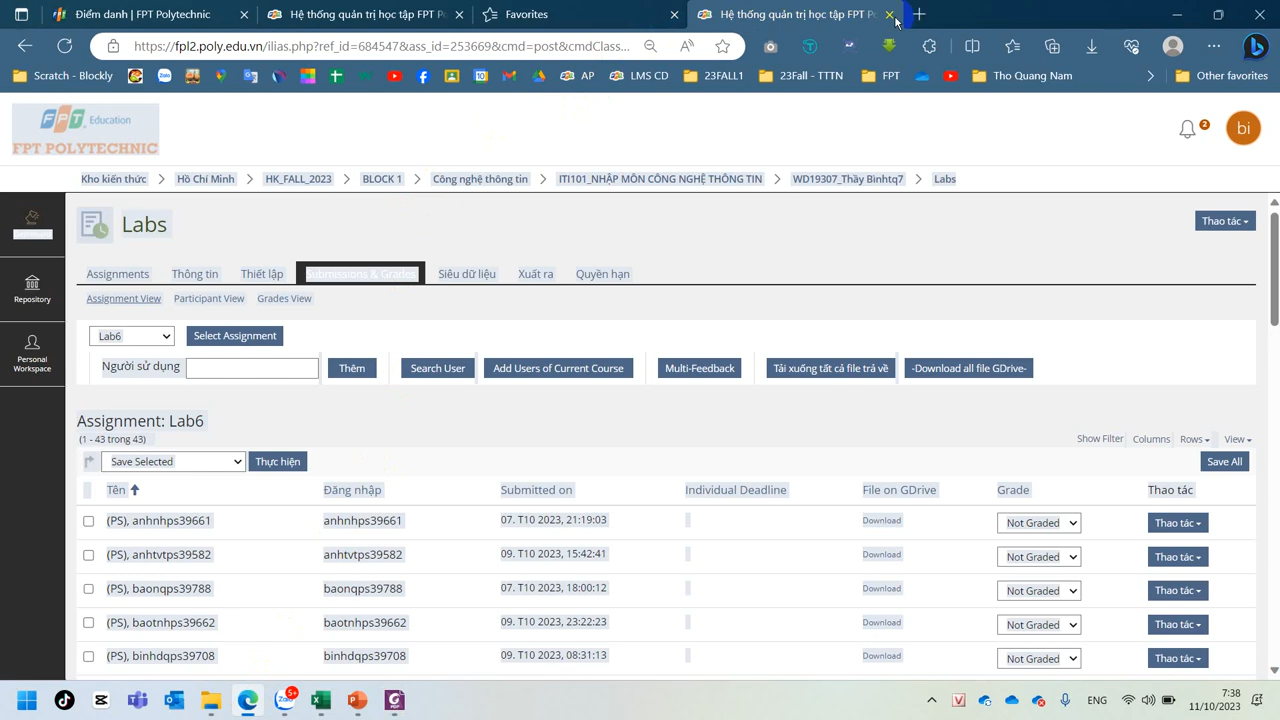 Điểm danh | FPT Polytechnic
Hệ thống quản trị học tập FPT Po
Favorites
Hệ thống quản trị học tập FPT Po
https://fpl2.poly.edu.vn/ilias.php?ref_id=684547&ass_id=253669&cmd=post&cmdClass...
Scratch - Blockly
AP
LMS CD
23FALL1
23Fall - TTTN
FPT
Tho Quang Nam
Other favorites
FPT Education
FPT POLYTECHNIC
2
bi
Kho kiến thức
Hồ Chí Minh
HK_FALL_2023
BLOCK 1
Công nghệ thông tin
ITI101_NHẬP MÔN CÔNG NGHỆ THÔNG TIN
WD19307_Thầy Binhtq7
Labs
Labs
Thao tác
Assignments
Thông tin
Thiết lập
Submissions & Grades
Siêu dữ liệu
Xuất ra
Quyền hạn
Repository
Personal Workspace
Assignment View
Participant View
Grades View
Lab6
Select Assignment
Người sử dụng
Thêm
Search User
Add Users of Current Course
Multi-Feedback
Tải xuống tất cả file trả về
-Download all file GDrive-
Assignment: Lab6
(1 - 43 trong 43)
Show Filter
Columns
Rows
View
Save Selected
Thực hiện
Save All
Tên
Đăng nhập
Submitted on
Individual Deadline
File on GDrive
Grade
Thao tác
(PS), anhnhps39661
anhnhps39661
07. T10 2023, 21:19:03
Download
Not Graded
Thao tác
(PS), anhtvtps39582
anhtvtps39582
09. T10 2023, 15:42:41
Download
Not Graded
Thao tác
(PS), baonqps39788
baonqps39788
07. T10 2023, 18:00:12
Download
Not Graded
Thao tác
(PS), baotnhps39662
baotnhps39662
09. T10 2023, 23:22:23
Download
Not Graded
Thao tác
(PS), binhdqps39708
binhdqps39708
09. T10 2023, 08:31:13
Download
Not Graded
Thao tác
5+
ENG
7:38
11/10/2023